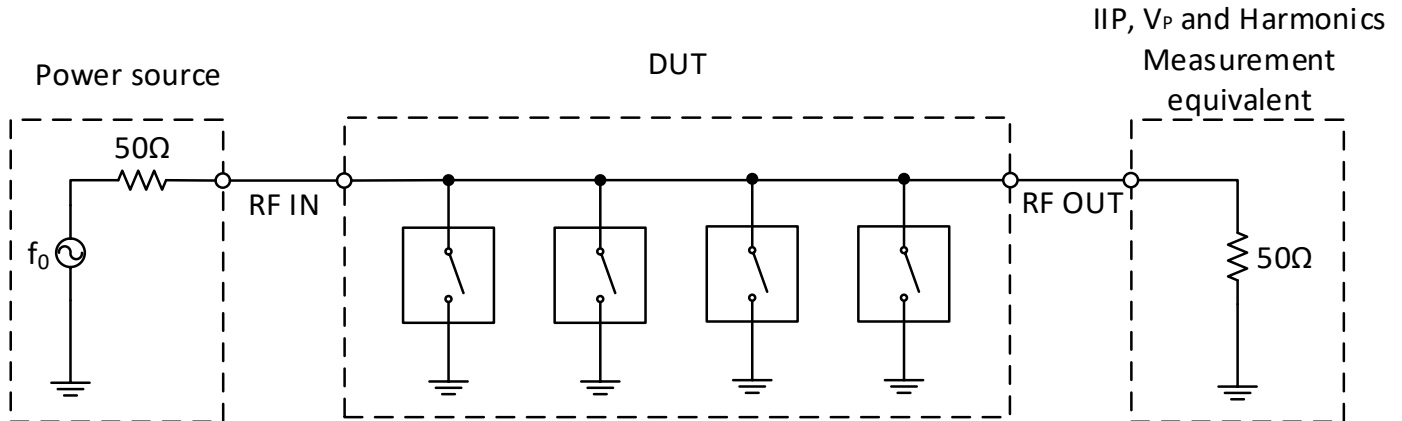 IIP, VP and Harmonics
Measurement
equivalent
Power source
DUT
50Ω
RF IN
RF OUT
f0
50Ω